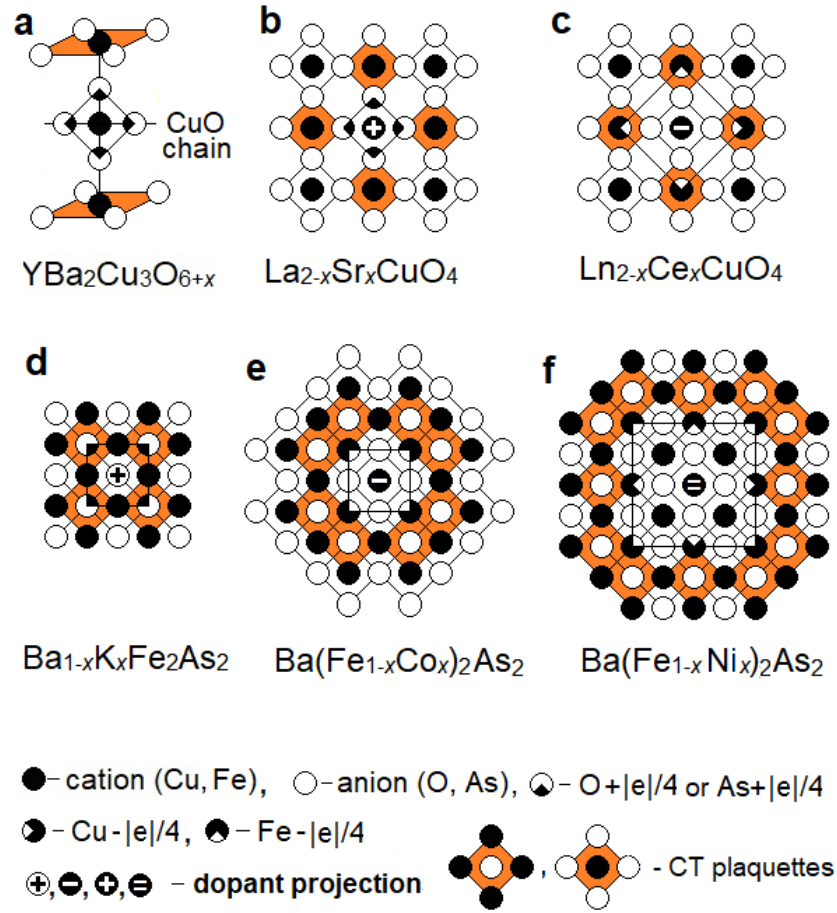 a b c
CuO
chain
YBa₂Cu₃O₆₊ₓ La₂₋ₓSrₓCuO₄ Ln₂₋ₓCeₓCuO₄
d e f
Ba₁₋ₓKₓFe₂As₂ Ba(Fe₁₋ₓCoₓ)₂As₂ Ba(Fe₁₋ₓNiₓ)₂As₂
– cation (Cu, Fe), – anion (O, As), – O+|e|/4 or As+|e|/4
– Cu-|e|/4, – Fe-|e|/4
, , , – dopant projection , - CT plaquettes